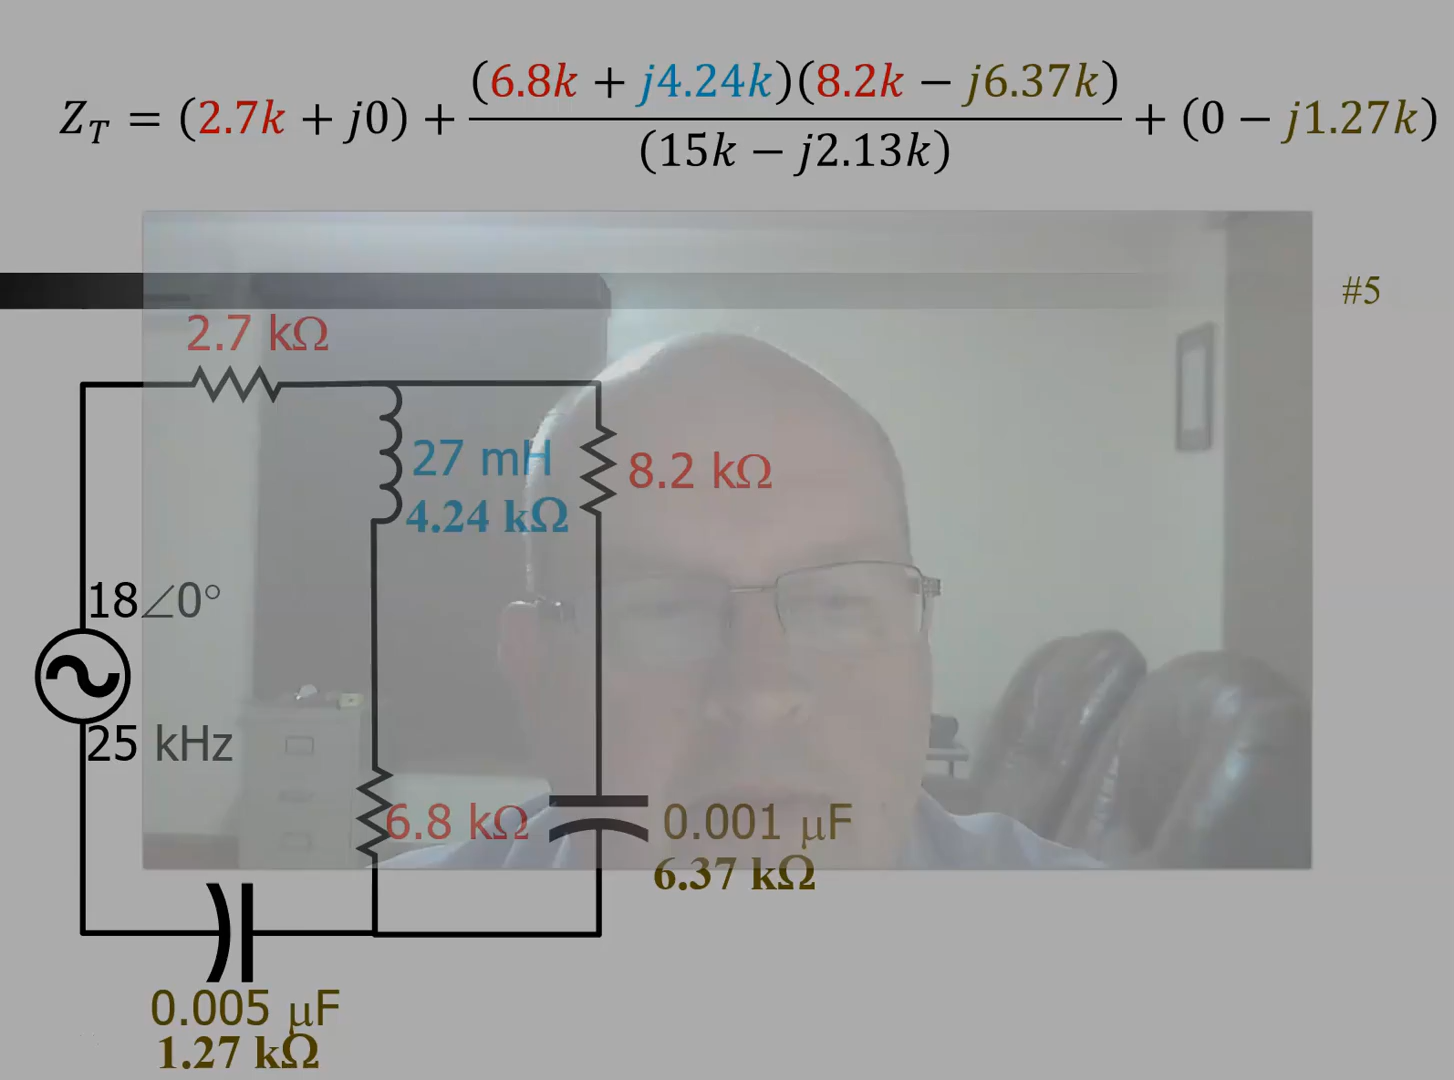 Z_T = (2.7k + j0) + \frac{(6.8k + j4.24k)(8.2k − j6.37k)}{(15k − j2.13k)} + (0 − j1.27k)
#5
2.7 kΩ
27 mH
4.24 kΩ
8.2 kΩ
18∠0°
25 kHz
6.8 kΩ
0.001 µF
6.37 kΩ
0.005 µF
1.27 kΩ